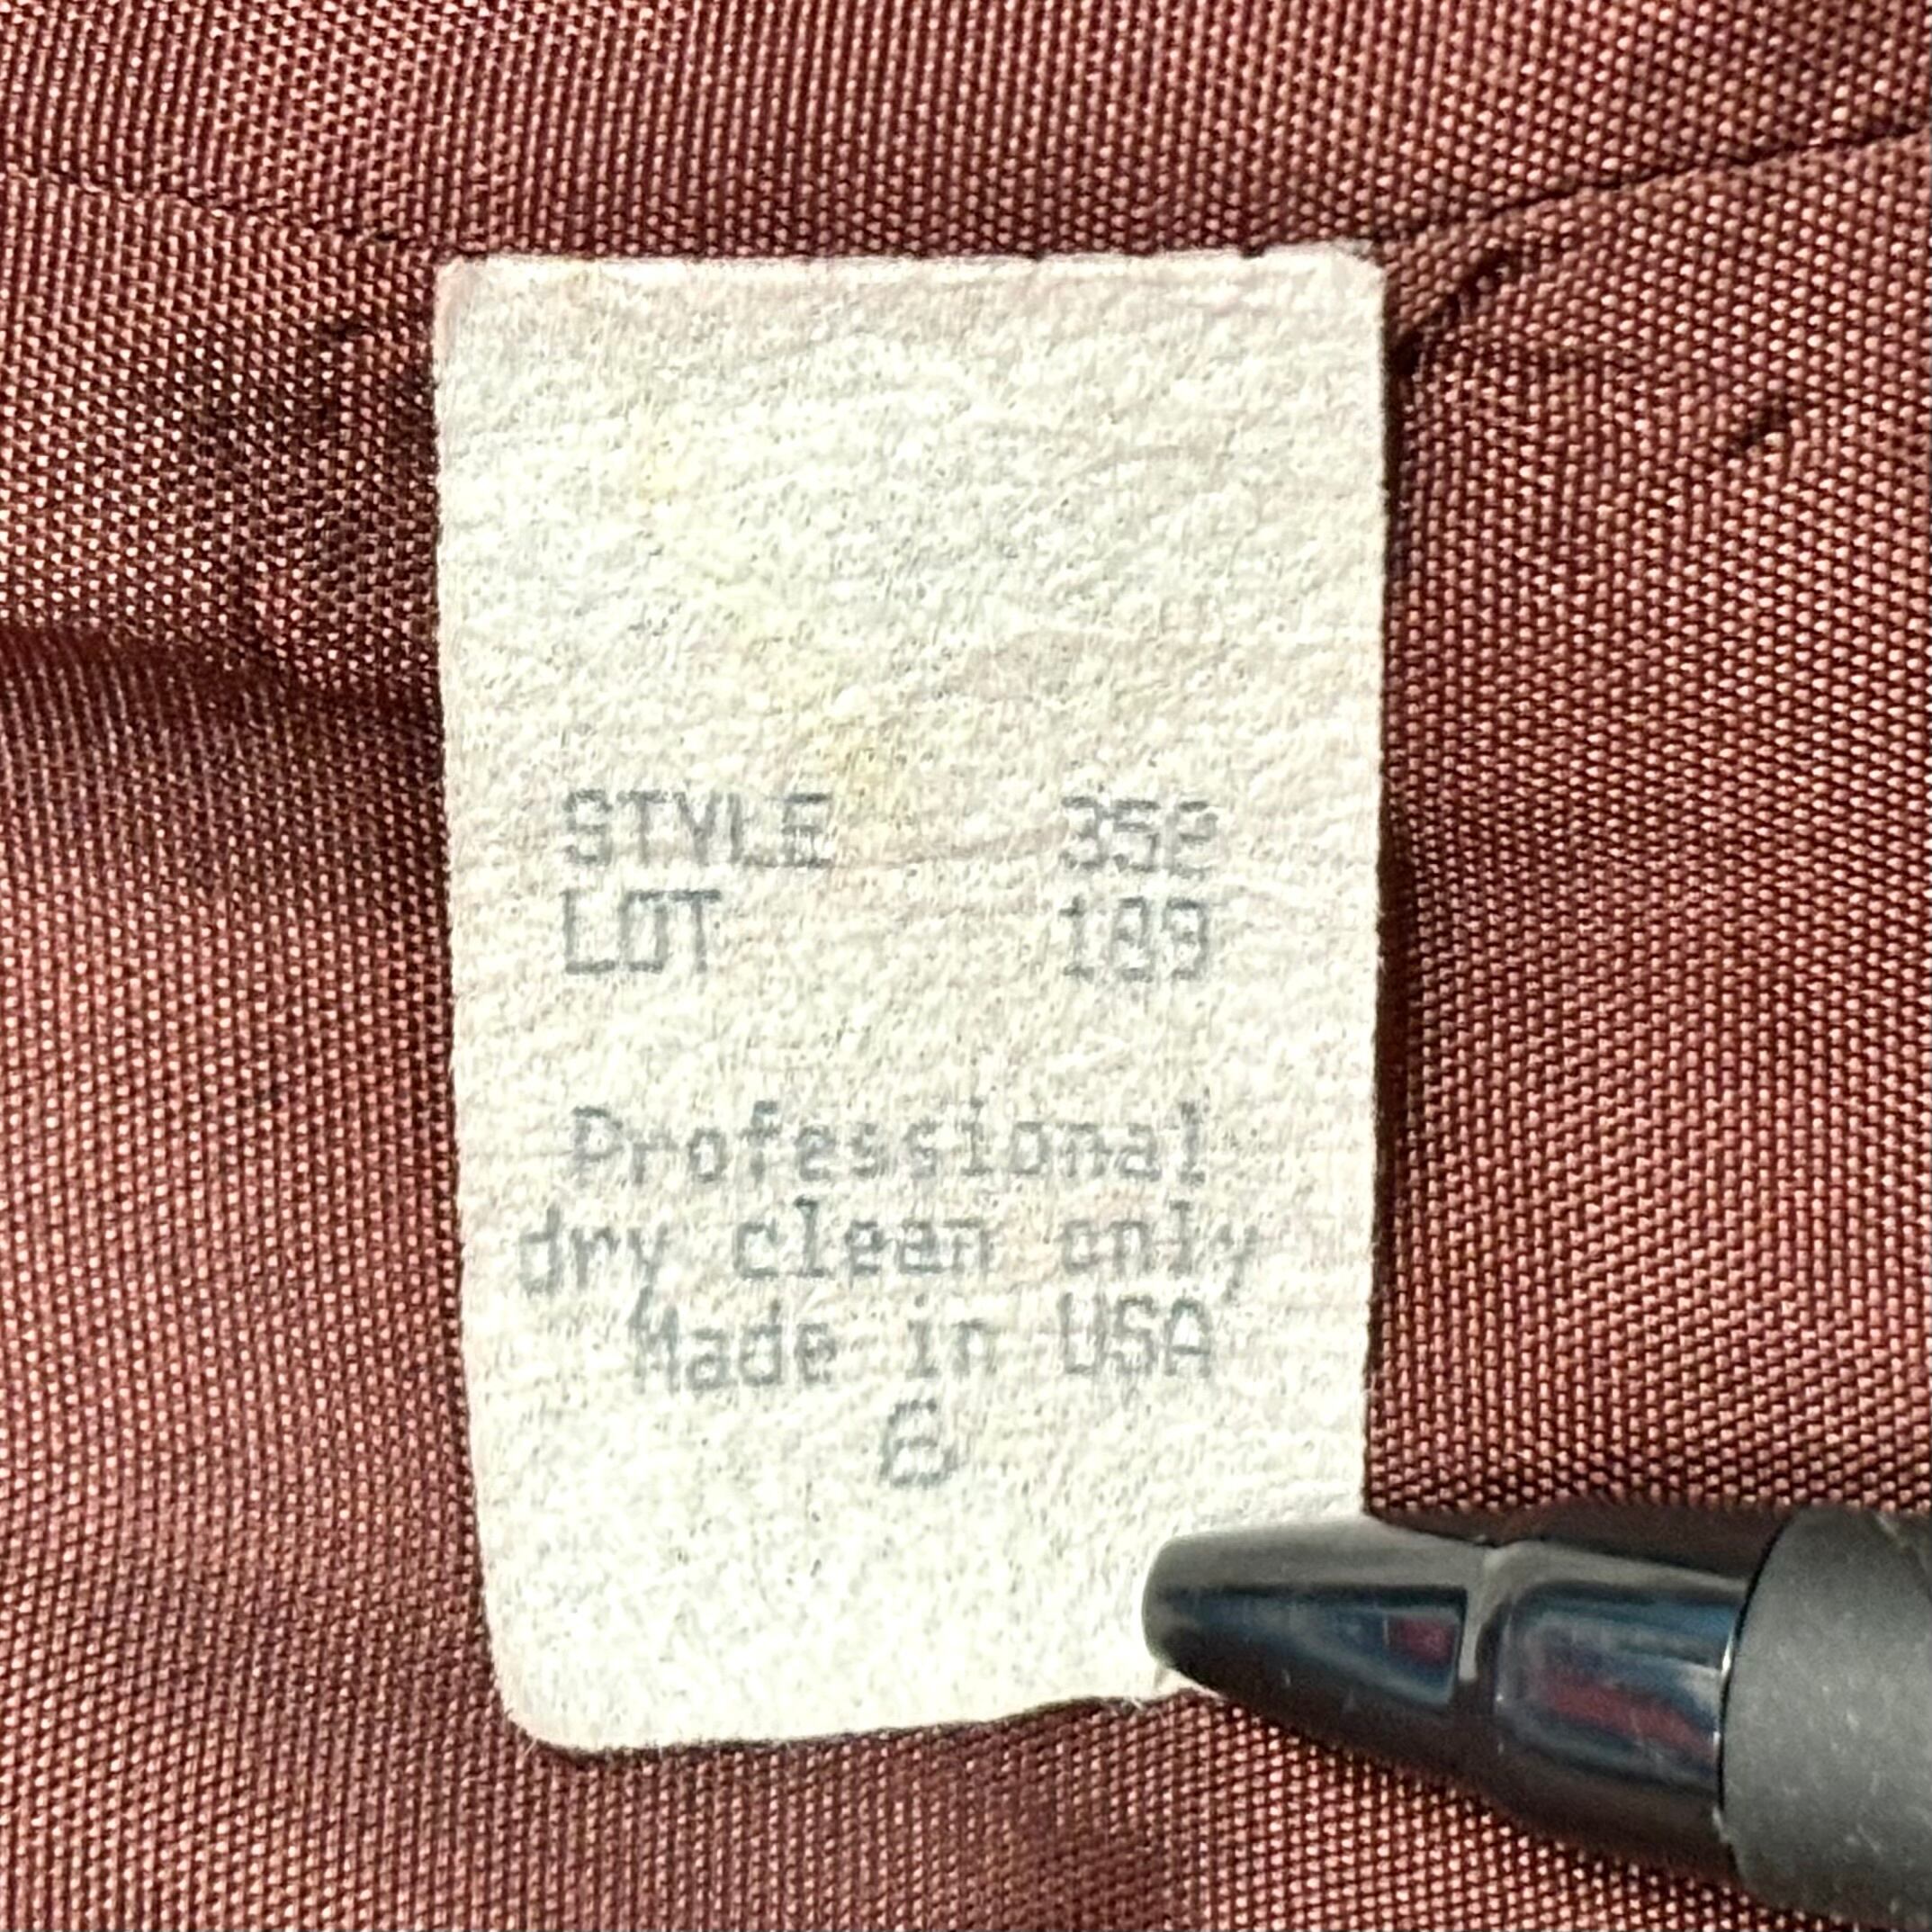 STYLE 352
LOT 189
Professional
dry clean only
Made in USA
6